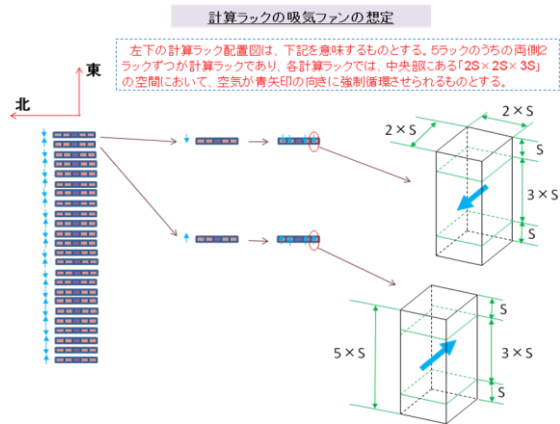 計算ラックの吸気ファンの想定
左下の計算ラック配置図は、下記を意味するものとする。5ラックのうちの両側2
ラックずつが計算ラックであり、各計算ラックでは、中央部にある「2S×2S×3S」
の空間において、空気が青矢印の向きに強制循環させられるものとする。
東
北
2×S
2×S
S
3×S
S
5×S
S
3×S
S